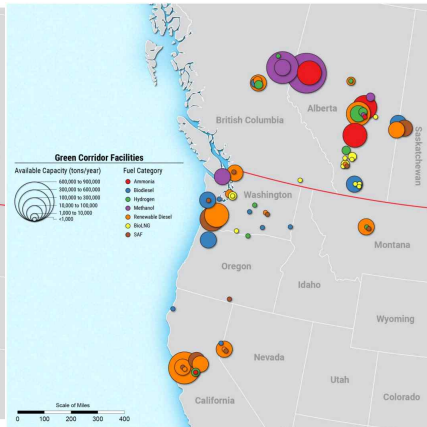 British Columbia
Alberta
Saskatchewan
Green Corridor Facilities
Available Capacity (tons/year)
600,000 to 900,000
300,000 to 600,000
100,000 to 300,000
10,000 to 100,000
1,000 to 10,000
<1,000
Fuel Category
Ammonia
Biodiesel
Hydrogen
Methanol
Renewable Diesel
BioLNG
SAF
Washington
Montana
Oregon
Idaho
Wyoming
Nevada
Utah
Colorado
California
Scale of Miles
0 100 200 300 400